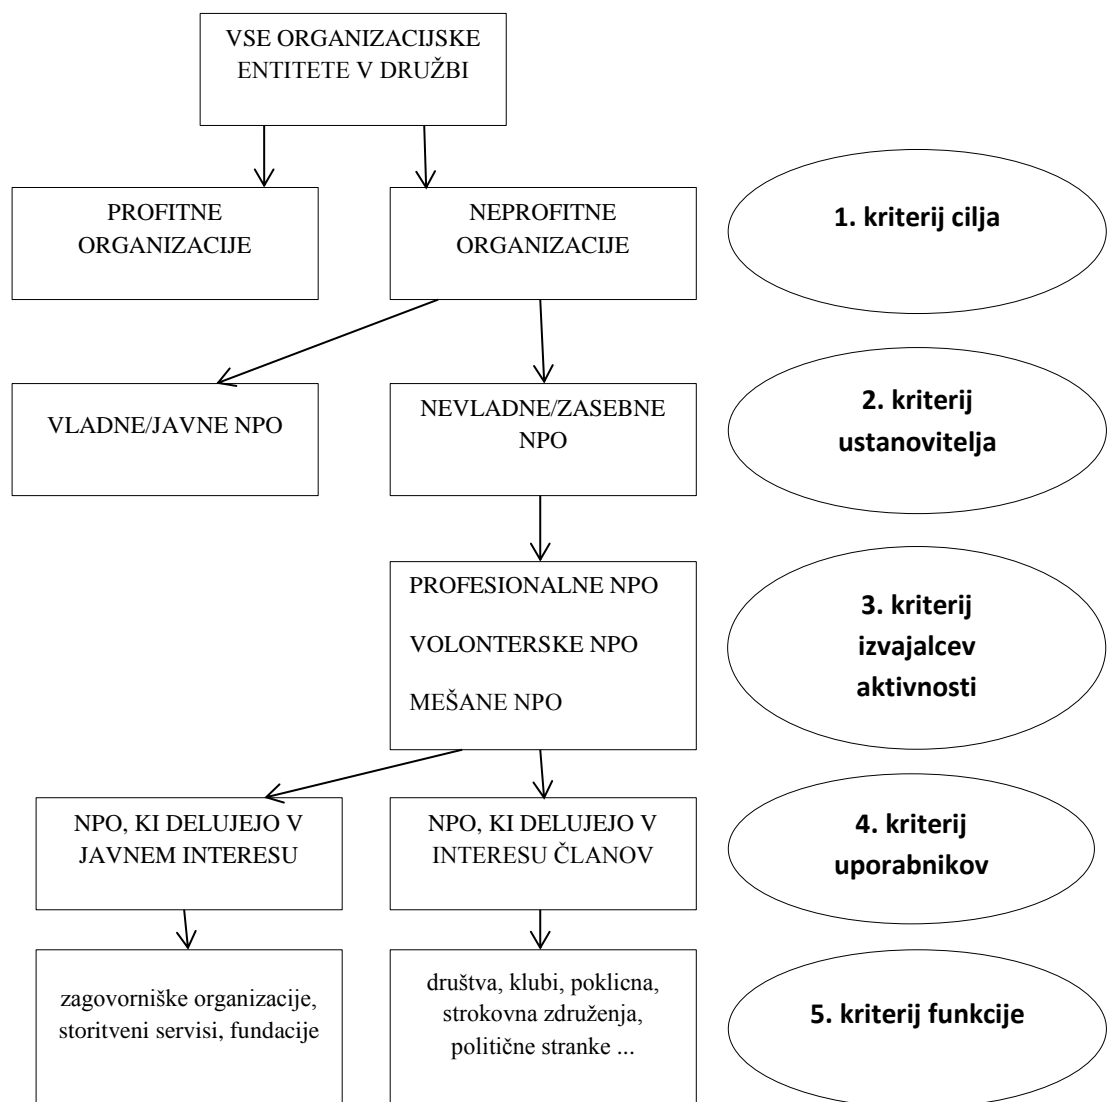 VSE ORGANIZACIJSKE
ENTITETE V DRUŽBI
PROFITNE
ORGANIZACIJE
NEPROFITNE
ORGANIZACIJE
1. kriterij cilja
VLADNE/JAVNE NPO
NEVLADNE/ZASEBNE
NPO
2. kriterij
ustanovitelja
PROFESIONALNE NPO
VOLONTERSKE NPO
MEŠANE NPO
3. kriterij
izvajalcev
aktivnosti
NPO, KI DELUJEJO V
JAVNEM INTERESU
NPO, KI DELUJEJO V
INTERESU ČLANOV
4. kriterij
uporabnikov
zagovorniške organizacije,
storitveni servisi, fundacije
društva, klubi, poklicna,
strokovna združenja,
politične stranke ...
5. kriterij funkcije